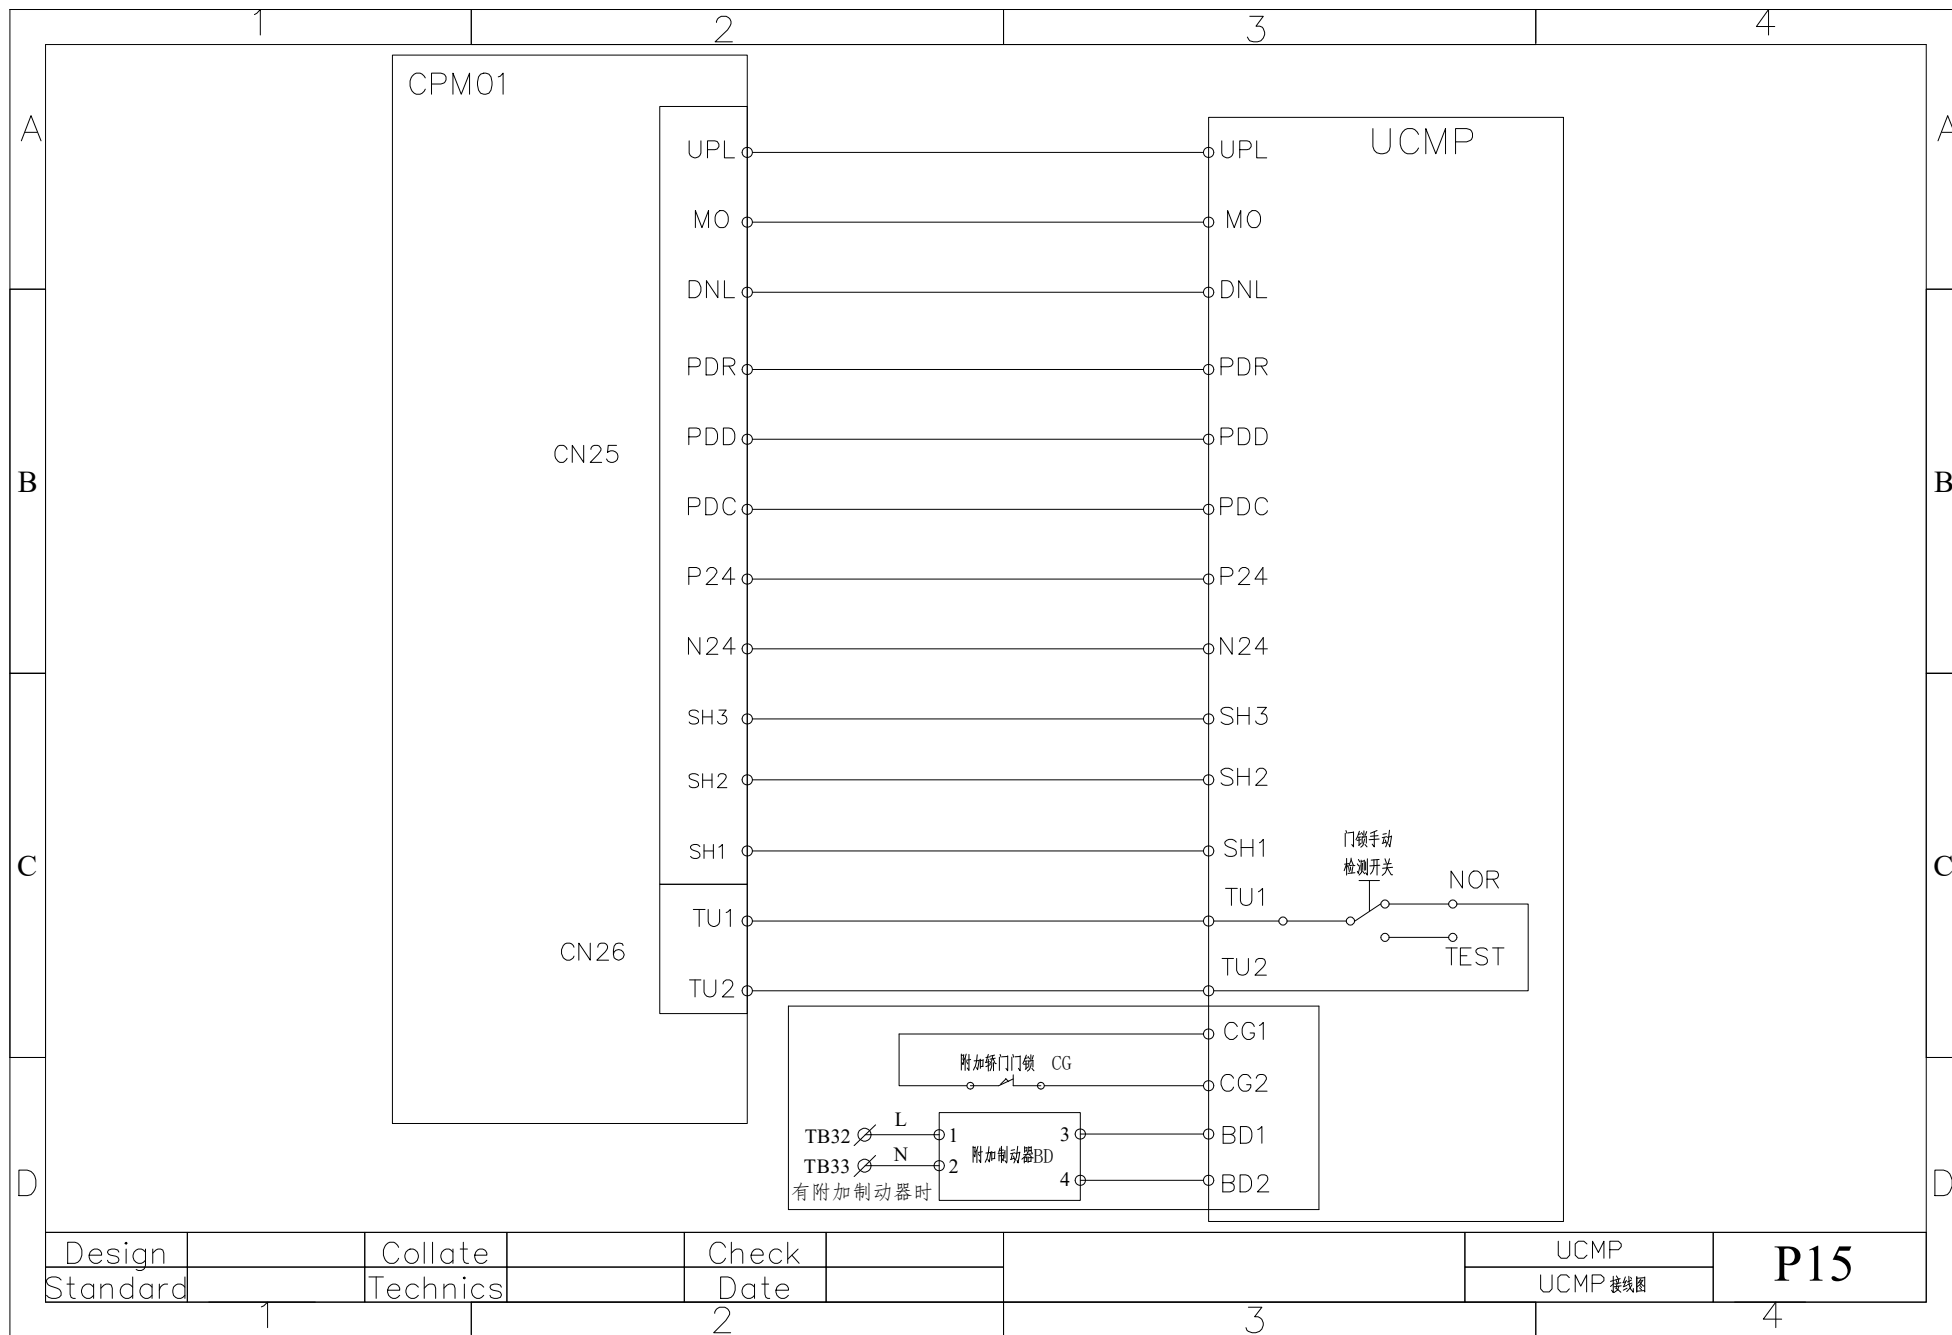 1 2 3 4
CPM01
UCMP
A A
UPL UPL
MO MO
DNL DNL
PDR PDR
PDD PDD
CN25
B B
PDC PDC
P24 P24
N24 N24
SH3 SH3
SH2 SH2
SH1 SH1
门锁手动
检测开关
C C
NOR
TU1 TU1
CN26
TEST
TU2 TU2
CG1
附加轿门门锁 CG
CG2
TB32 L 1 3 BD1
附加制动器BD
TB33 N 2 4 BD2
有附加制动器时
D D
Design Collate Check UCMP
P15
Standard Technics Date UCMP接线图
1 2 3 4